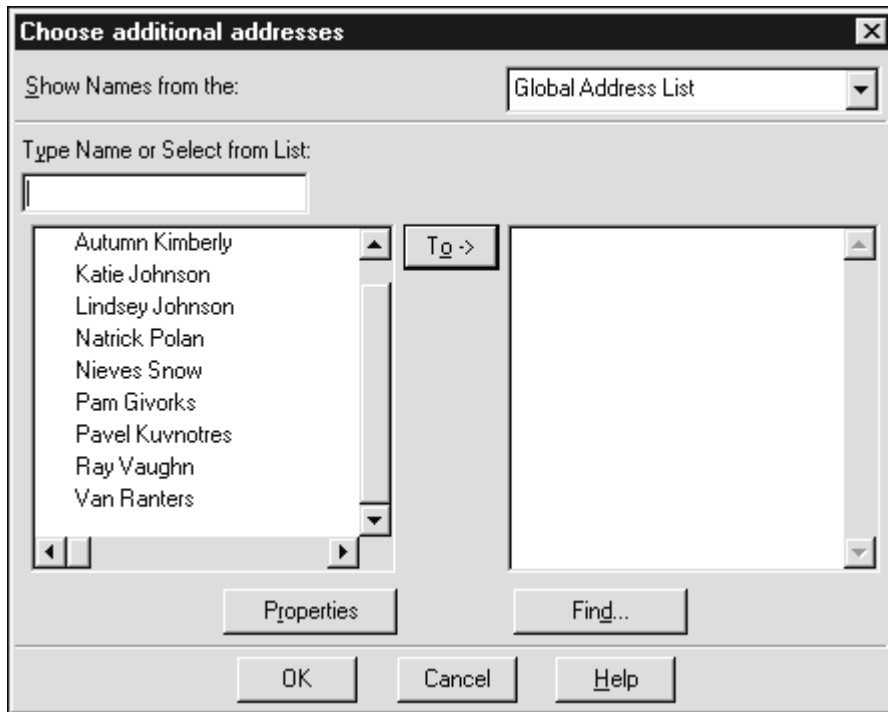 Choose additional addresses
Show Names from the:
Global Address List
Type Name or Select from List:
Autumn Kimberly
Katie Johnson
Lindsey Johnson
Natrick Polan
Nieves Snow
Pam Givorks
Pavel Kuvnotres
Ray Vaughn
Van Ranters
To ->
Properties
Find...
OK
Cancel
Help